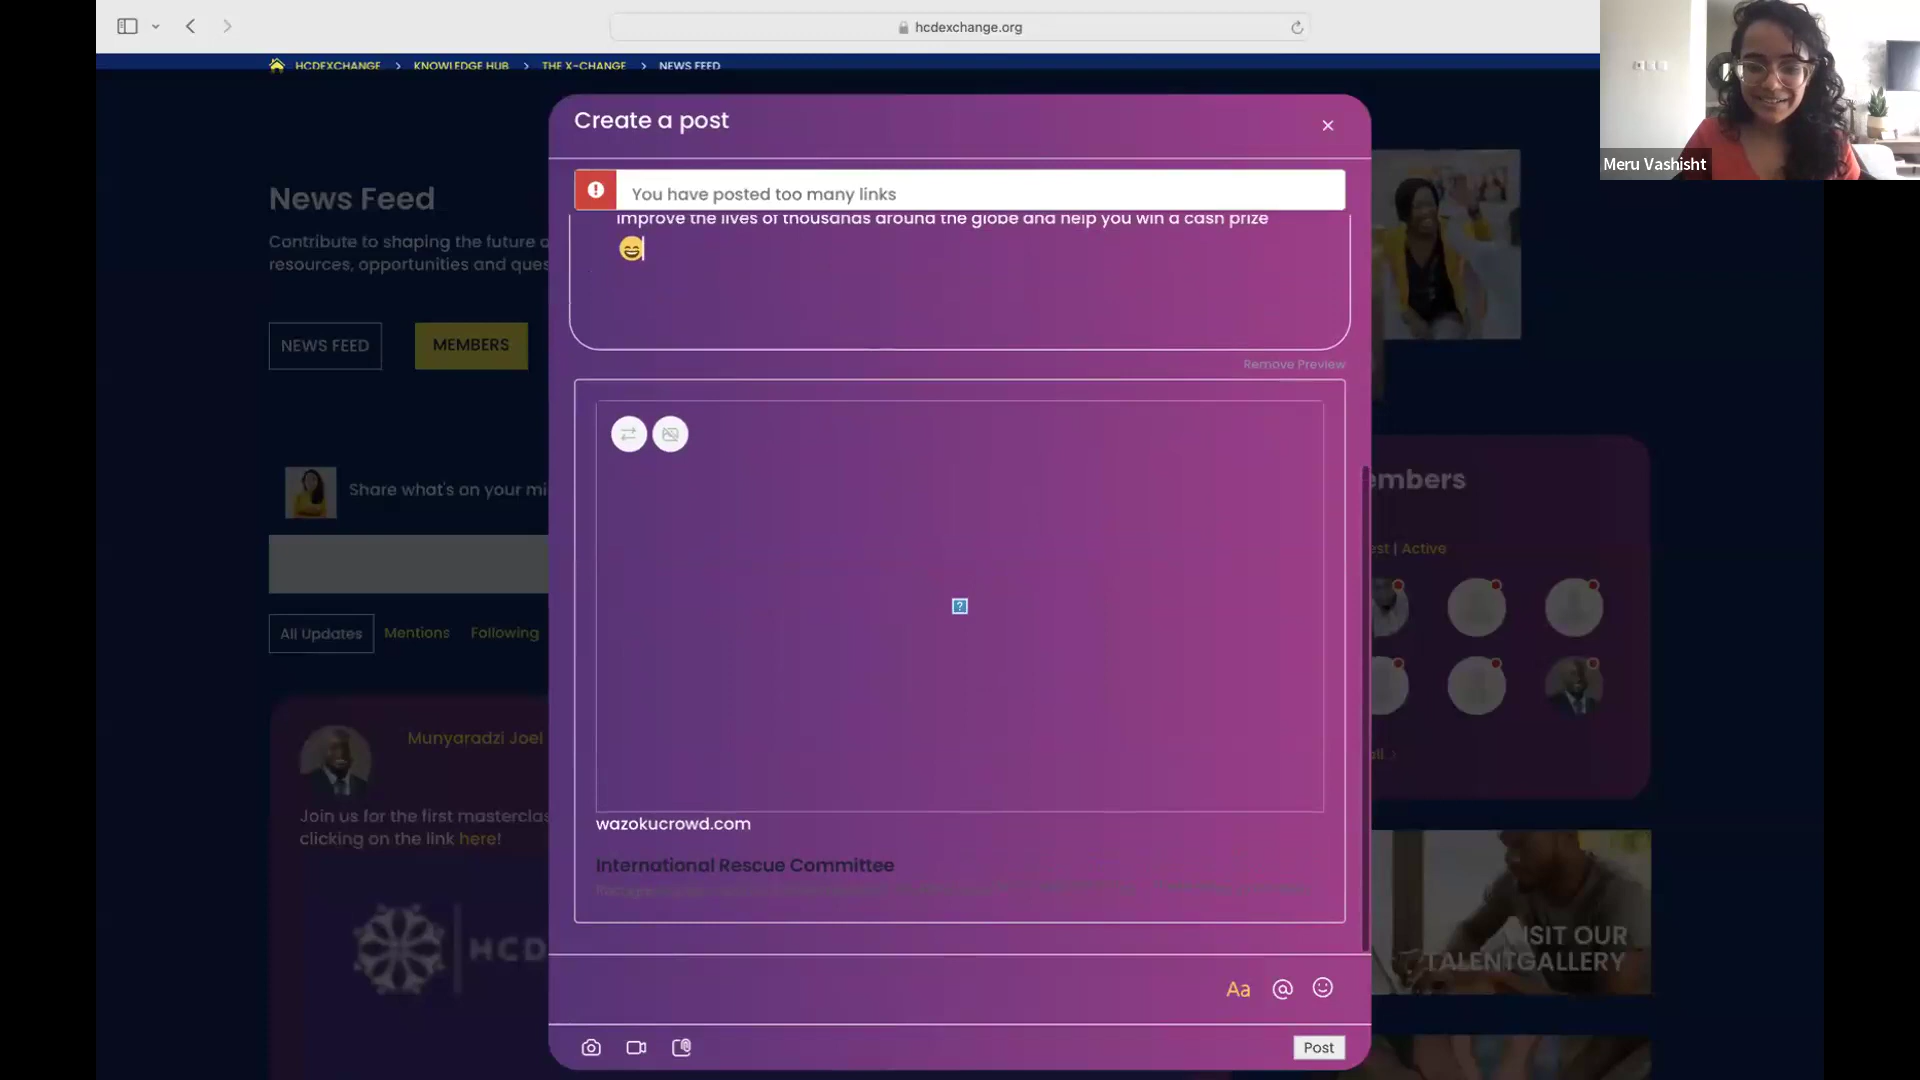 hcdexchange.org
HCDEXCHANGE > KNOWLEDGE HUB > THE X-CHANGE > NEWS FEED
Meru Vashisht
Create a post
You have posted too many links
improve the lives of thousands around the globe and help you win a cash prize
😄
News Feed
Contribute to shaping the future o
resources, opportunities and ques
NEWS FEED
MEMBERS
Remove Preview
Share what's on your mi
embers
est | Active
All Updates
Mentions
Following
Munyaradzi Joel
Join us for the first masterclas
clicking on the link here!
HCD
all >
wazokucrowd.com
International Rescue Committee
ISIT OUR
TALENTGALLERY
Aa
Post